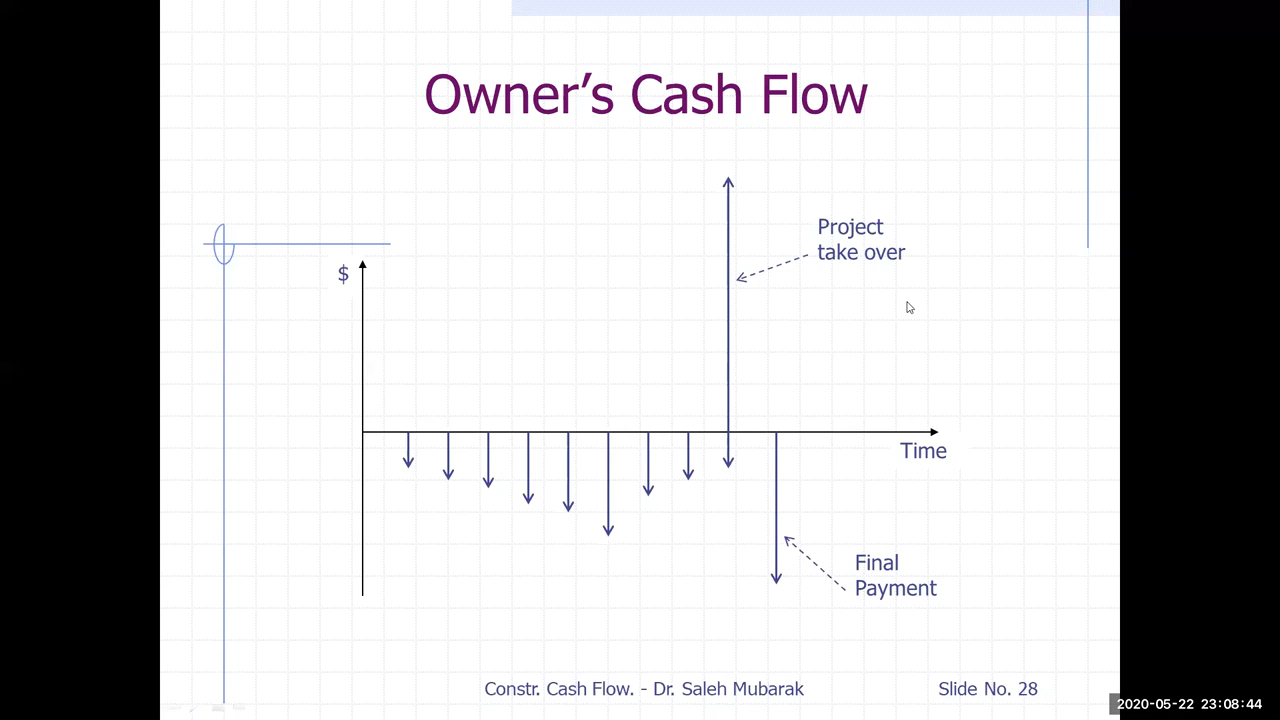 Owner’s Cash Flow
Project
take over
$
Time
Final
Payment
Constr. Cash Flow. - Dr. Saleh Mubarak
Slide No. 28
2020-05-22 23:08:44